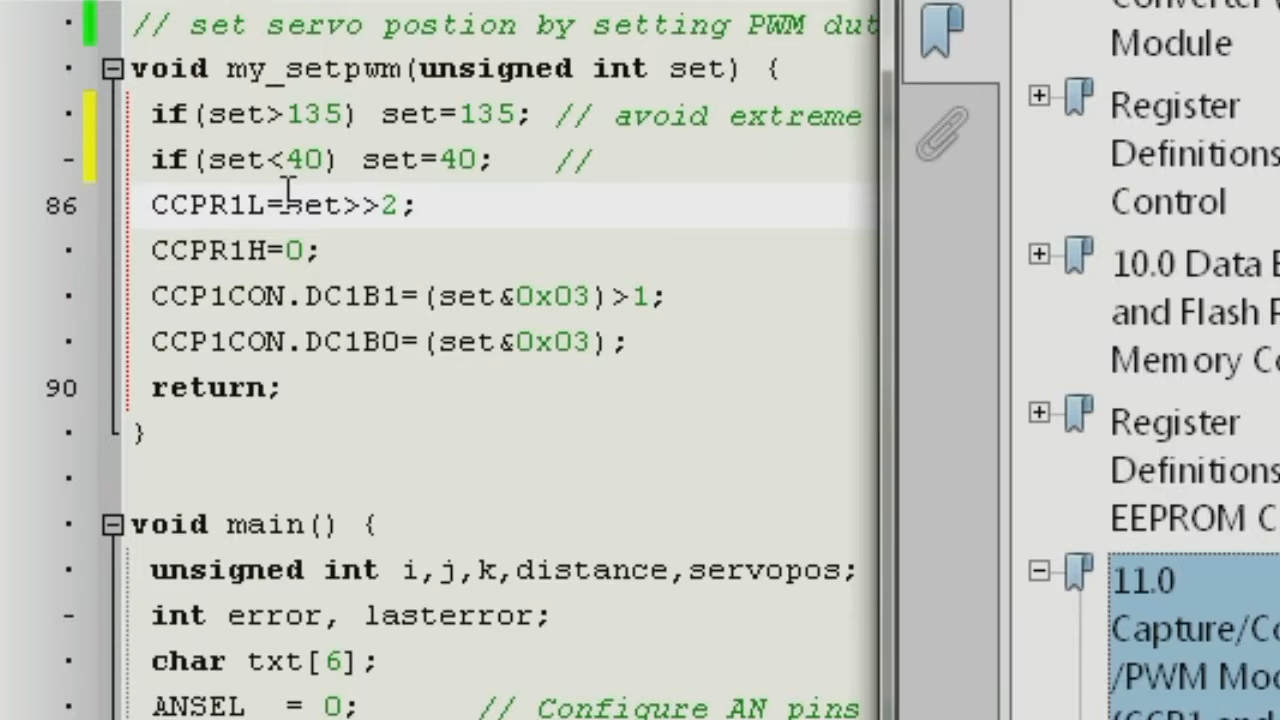 // set servo postion by setting PWM dut
void my_setpwm(unsigned int set) {
if(set>135) set=135; // avoid extreme
if(set<40) set=40; //
86 CCPR1L=set>>2;
CCPR1H=0;
CCP1CON.DC1B1=(set&0x03)>1;
CCP1CON.DC1B0=(set&0x03);
90 return;
}
void main() {
unsigned int i,j,k,distance,servopos;
int error, lasterror;
char txt[6];
ANSEL = 0; // Configure AN pins
Module
Register
Definitions
Control
10.0 Data E
and Flash P
Memory Co
Register
Definitions
EEPROM C
11.0
Capture/Co
/PWM Mod
(CCP1 and